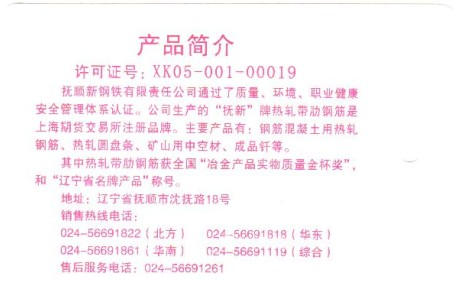 产品简介
许可证号：XK05-001-00019
抚顺新钢铁有限责任公司通过了质量、环境、职业健康
安全管理体系认证。公司生产的“抚新”牌热轧带肋钢筋是
上海期货交易所注册品牌。主要产品有：钢筋混凝土用热轧
钢筋、热轧圆盘条、矿山用中空材、成品钎等。
其中热轧带肋钢筋获全国“冶金产品实物质量金杯奖”，
和“辽宁省名牌产品”称号。
地址：辽宁省抚顺市沈抚路18号
销售热线电话：
024-56691822（北方） 024-56691818（华东）
024-56691861（华南） 024-56691119（综合）
售后服务电话：024-56691261